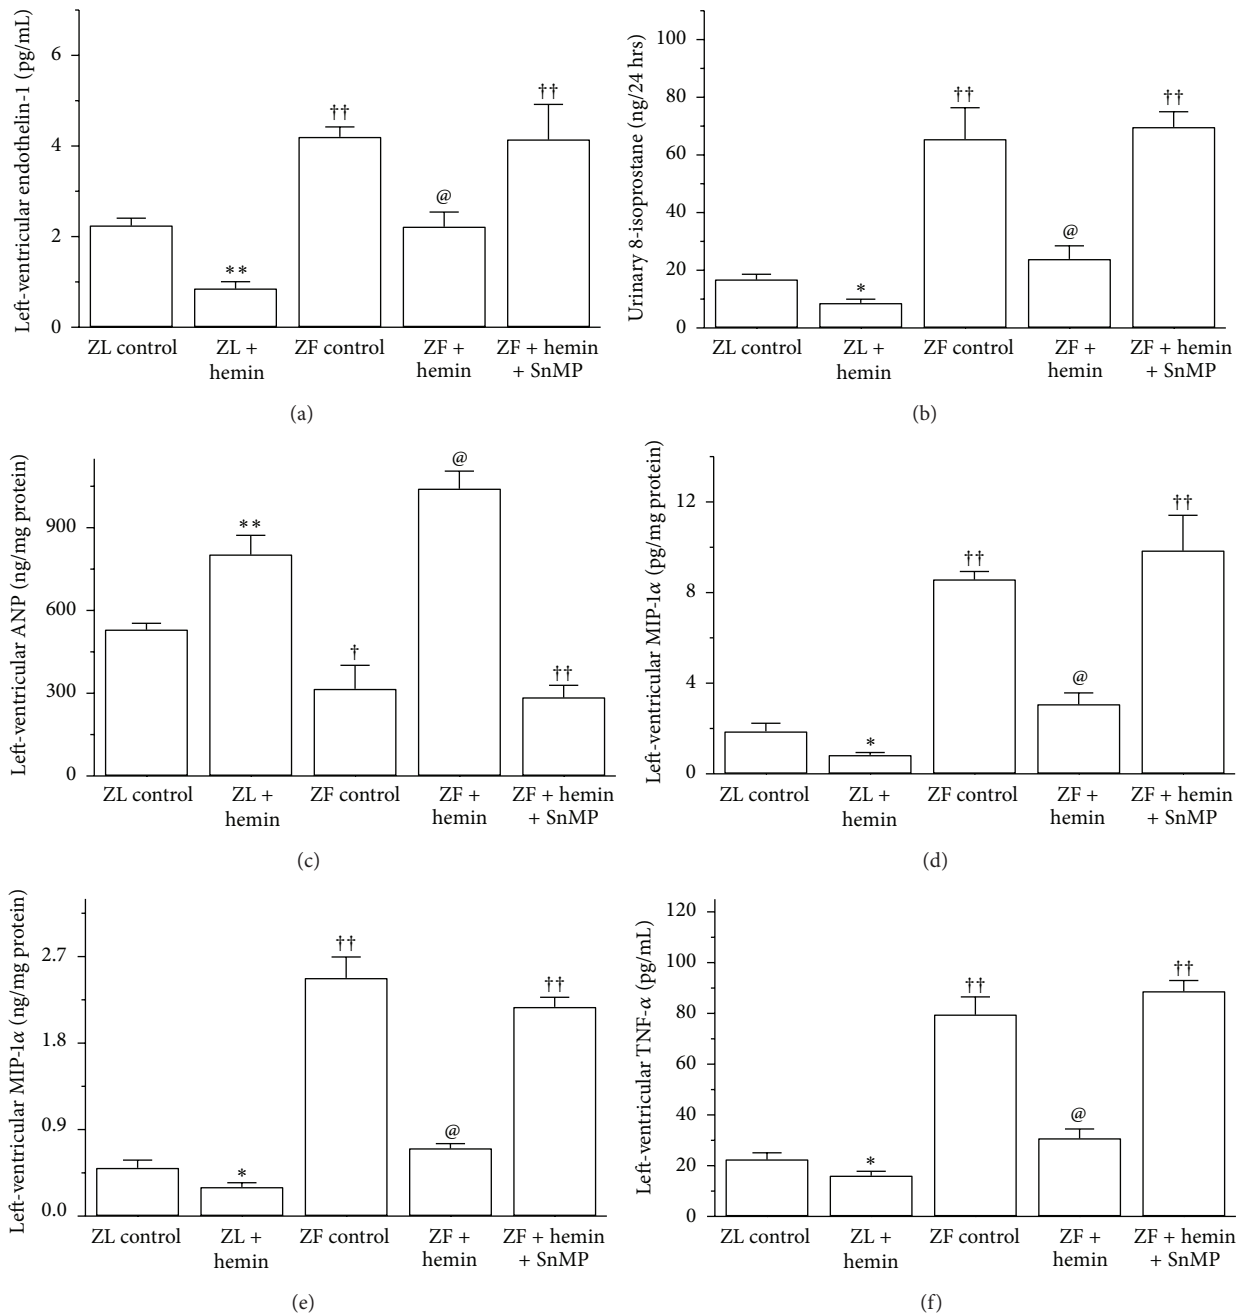 Left-ventricular endothelin-1 (pg/mL)
6
4
2
0
**
††
@
††
ZL control
ZL +
hemin
ZF control
ZF +
hemin
ZF + hemin
+ SnMP
(a)
Urinary 8-isoprostane (ng/24 hrs)
100
80
60
40
20
0
*
††
@
††
ZL control
ZL +
hemin
ZF control
ZF +
hemin
ZF + hemin
+ SnMP
(b)
Left-ventricular ANP (ng/mg protein)
900
600
300
0
**
†
@
††
ZL control
ZL +
hemin
ZF control
ZF +
hemin
ZF + hemin
+ SnMP
(c)
Left-ventricular MIP-1α (pg/mg protein)
12
8
4
0
*
††
@
††
ZL control
ZL +
hemin
ZF control
ZF +
hemin
ZF + hemin
+ SnMP
(d)
Left-ventricular MIP-1α (ng/mg protein)
2.7
1.8
0.9
0.0
*
††
@
††
ZL control
ZL +
hemin
ZF control
ZF +
hemin
ZF + hemin
+ SnMP
(e)
Left-ventricular TNF-α (pg/mL)
120
100
80
60
40
20
0
*
††
@
††
ZL control
ZL +
hemin
ZF control
ZF +
hemin
ZF + hemin
+ SnMP
(f)